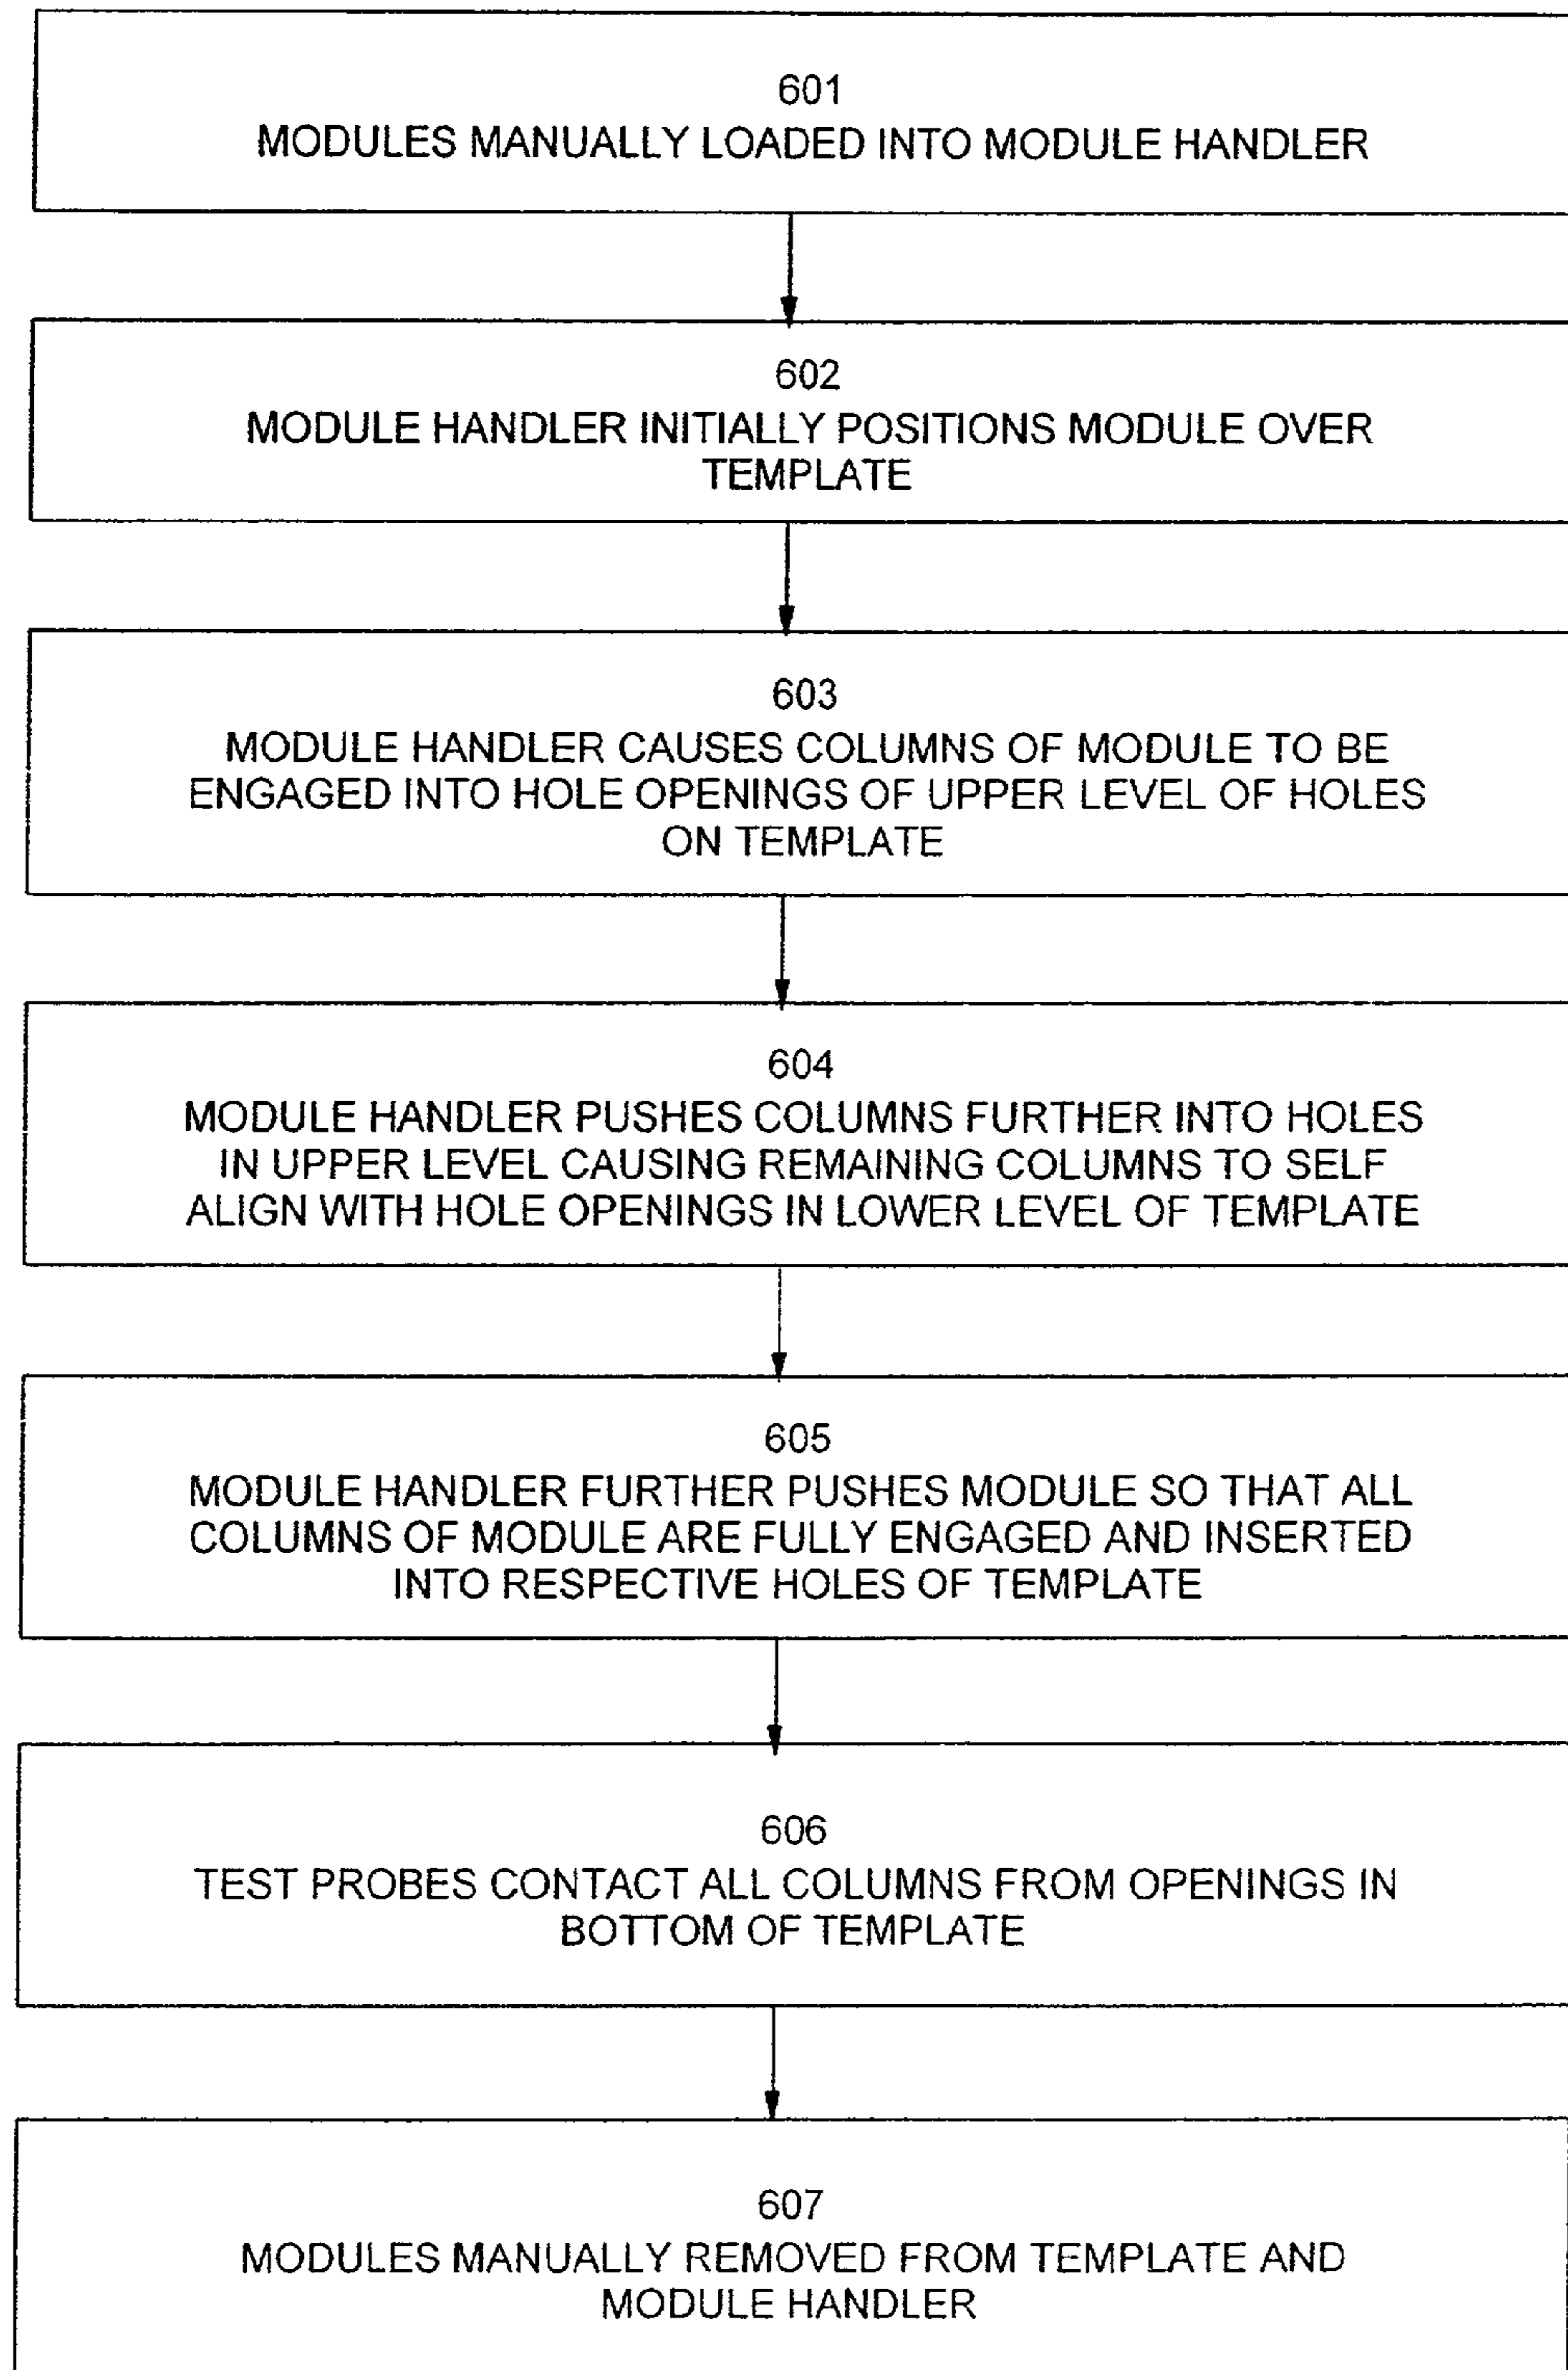 601
MODULES MANUALLY LOADED INTO MODULE HANDLER
602
MODULE HANDLER INITIALLY POSITIONS MODULE OVER
TEMPLATE
603
MODULE HANDLER CAUSES COLUMNS OF MODULE TO BE
ENGAGED INTO HOLE OPENINGS OF UPPER LEVEL OF HOLES
ON TEMPLATE
604
MODULE HANDLER PUSHES COLUMNS FURTHER INTO HOLES
IN UPPER LEVEL CAUSING REMAINING COLUMNS TO SELF
ALIGN WITH HOLE OPENINGS IN LOWER LEVEL OF TEMPLATE
605
MODULE HANDLER FURTHER PUSHES MODULE SO THAT ALL
COLUMNS OF MODULE ARE FULLY ENGAGED AND INSERTED
INTO RESPECTIVE HOLES OF TEMPLATE
606
TEST PROBES CONTACT ALL COLUMNS FROM OPENINGS IN
BOTTOM OF TEMPLATE
607
MODULES MANUALLY REMOVED FROM TEMPLATE AND
MODULE HANDLER